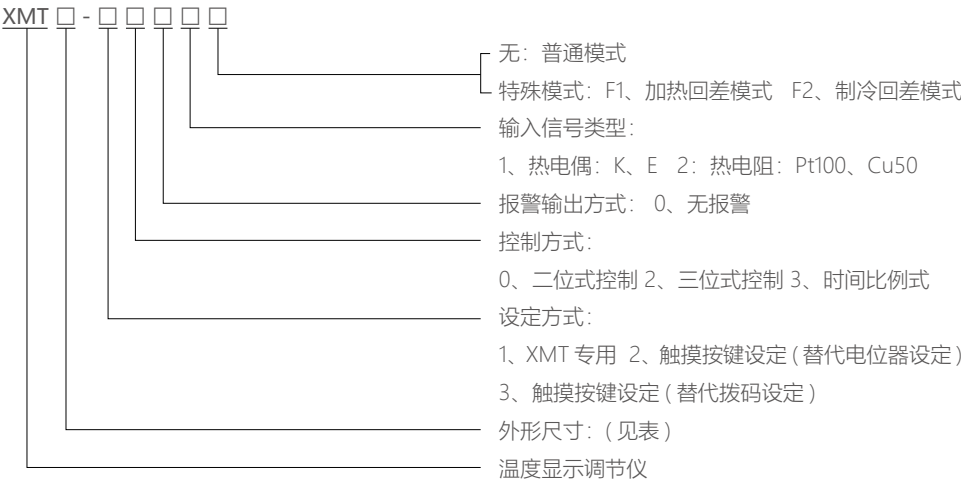 XMT □ - □ □ □ □ □
无：普通模式
特殊模式：F1、加热回差模式 F2、制冷回差模式
输入信号类型：
1、热电偶：K、E 2：热电阻：Pt100、Cu50
报警输出方式： 0、无报警
控制方式：
0、二位式控制 2、三位式控制 3、时间比例式
设定方式：
1、XMT 专用 2、触摸按键设定 ( 替代电位器设定 )
3、触摸按键设定 ( 替代拨码设定 )
外形尺寸：( 见表 )
温度显示调节仪